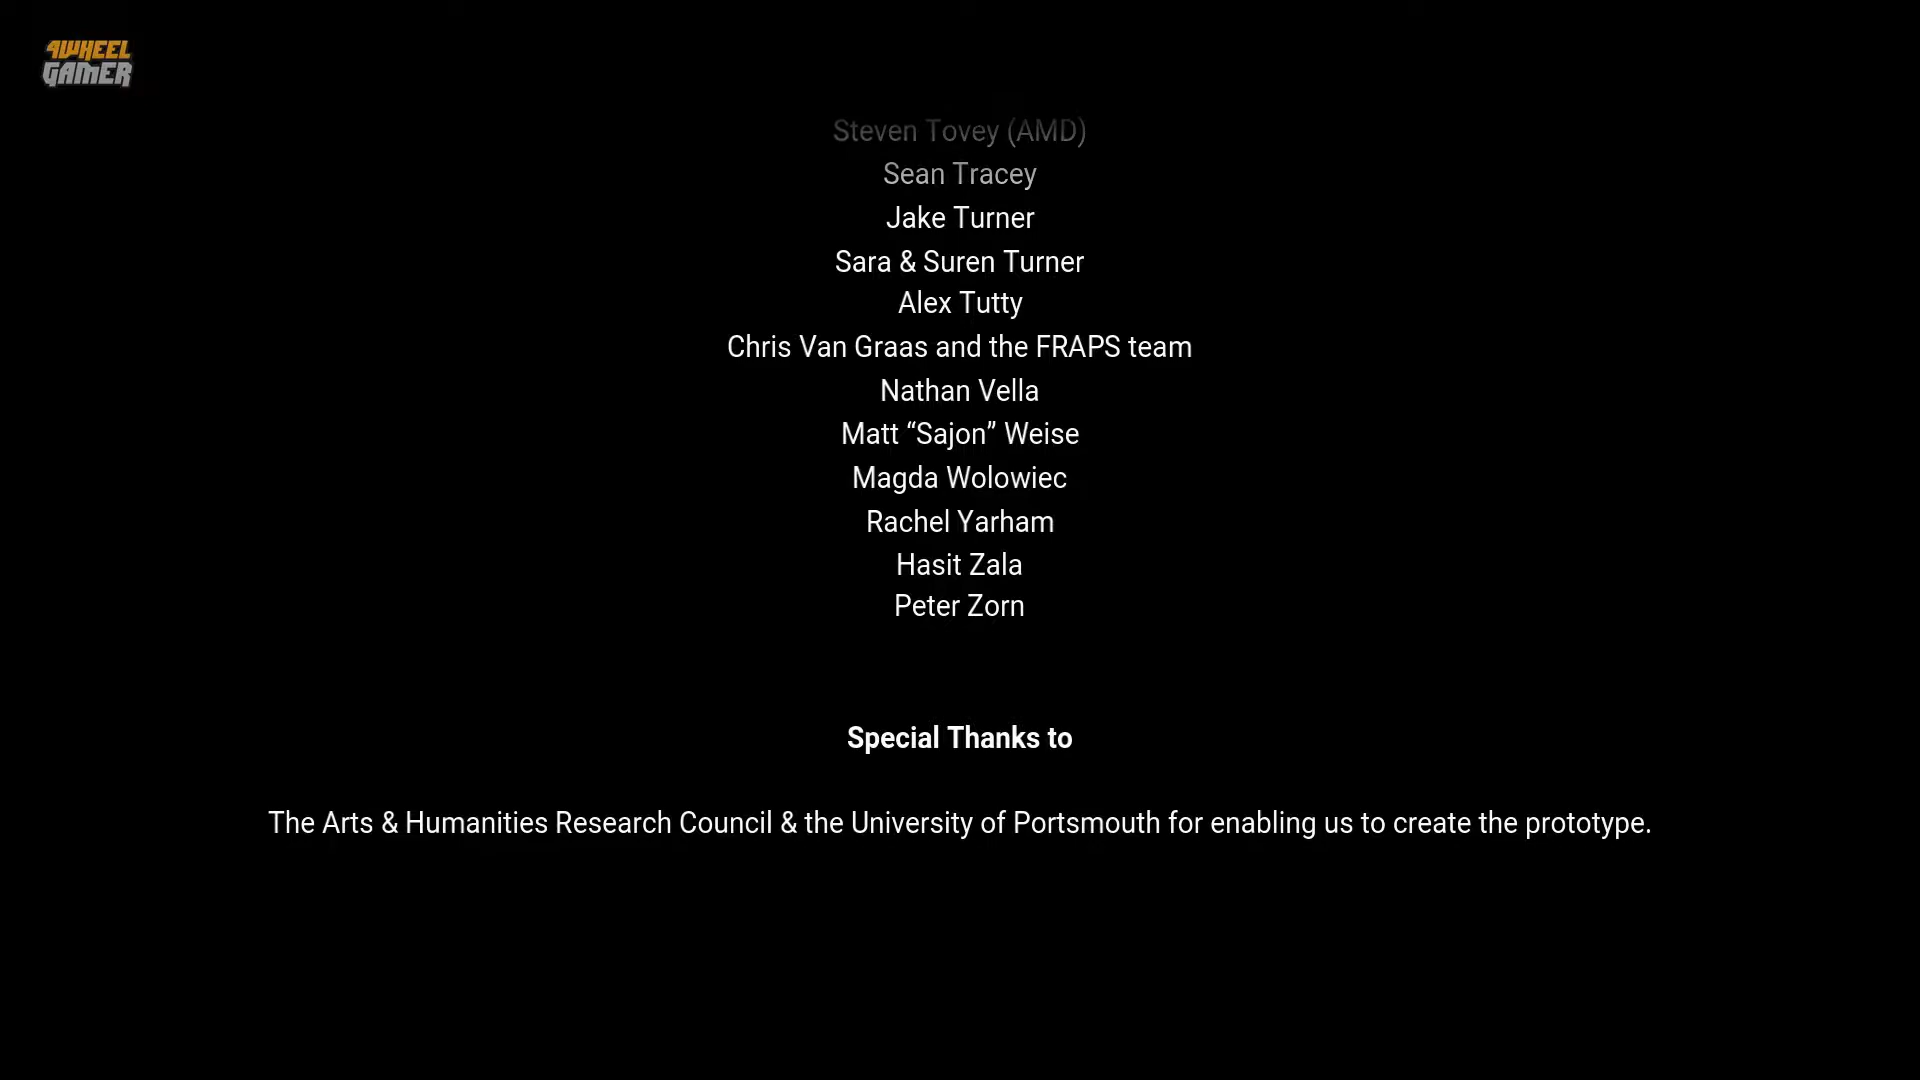 4WHEEL
GAMER
Steven Tovey (AMD)
Sean Tracey
Jake Turner
Sara & Suren Turner
Alex Tutty
Chris Van Graas and the FRAPS team
Nathan Vella
Matt “Sajon” Weise
Magda Wolowiec
Rachel Yarham
Hasit Zala
Peter Zorn
Special Thanks to
The Arts & Humanities Research Council & the University of Portsmouth for enabling us to create the prototype.